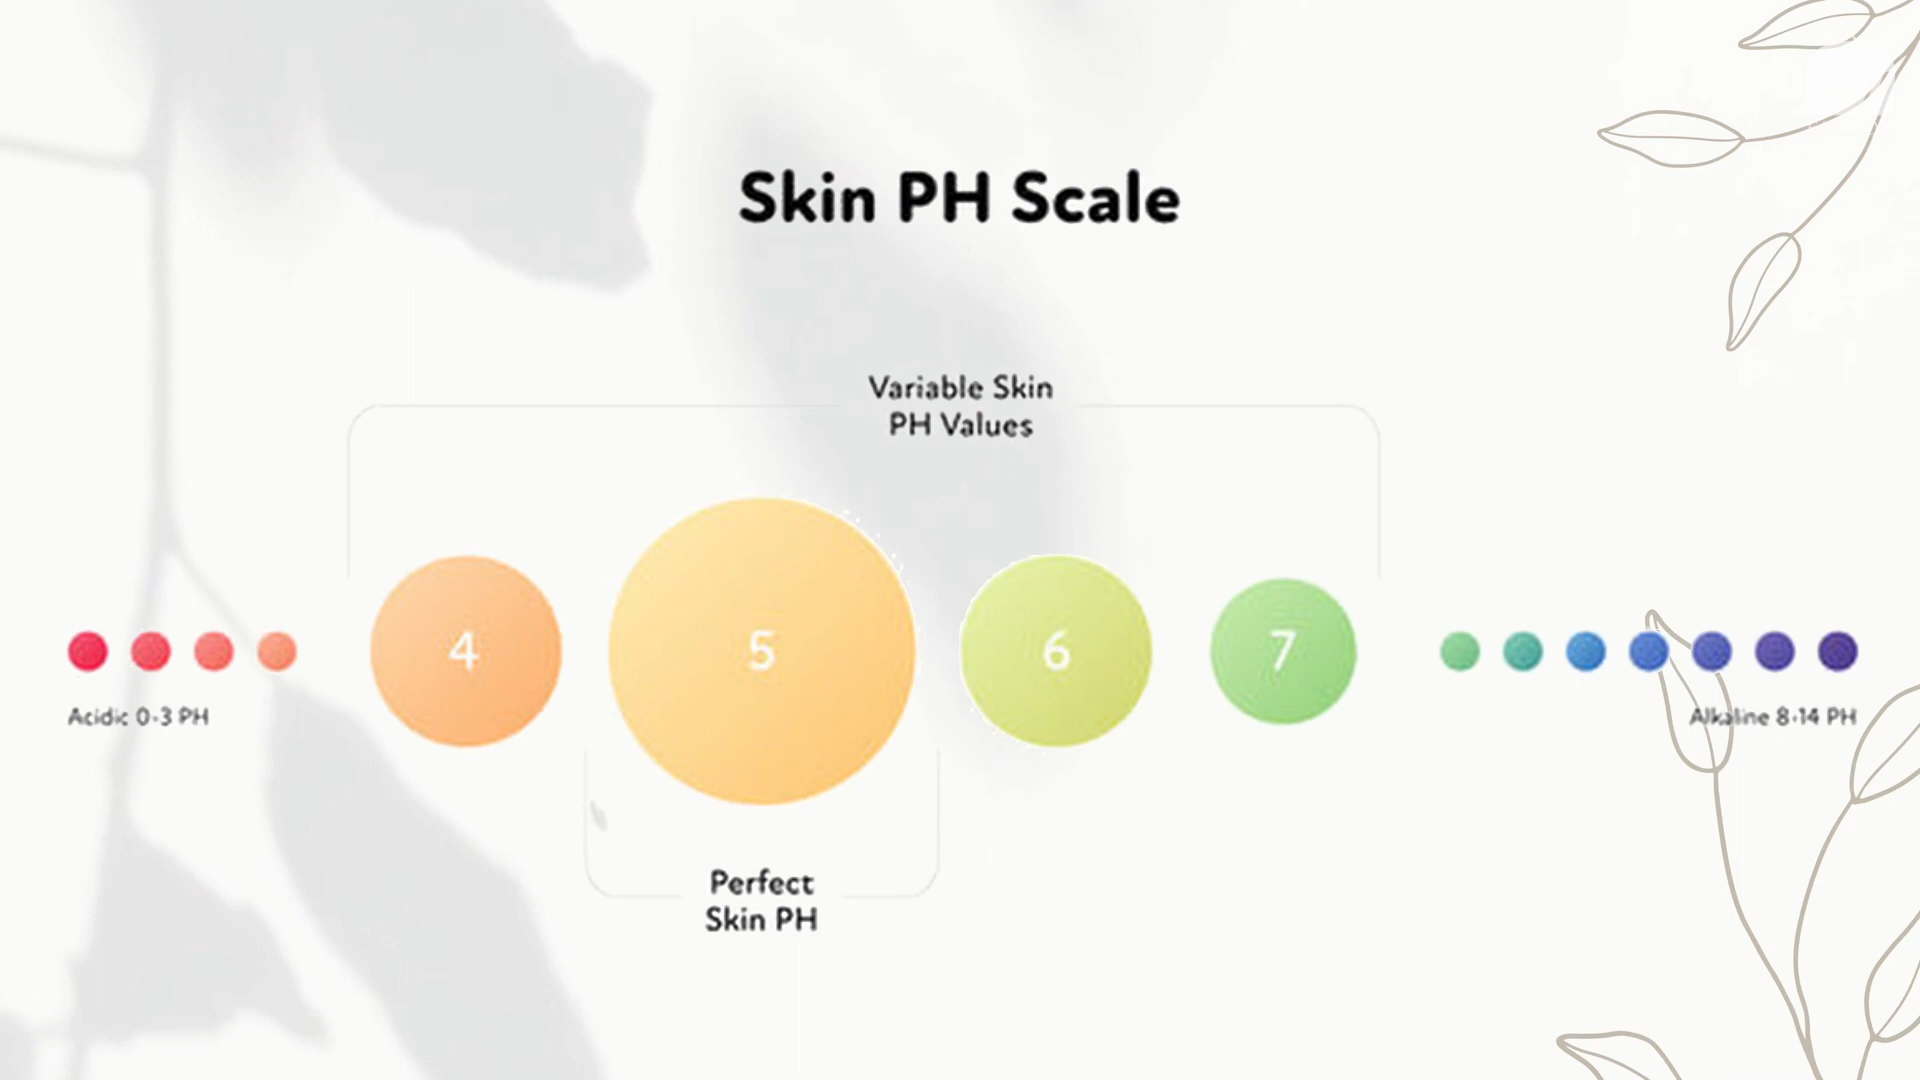 Skin PH Scale
Variable Skin
PH Values
4
5
6
7
Acidic 0-3 PH
Alkaline 8-14 PH
Perfect
Skin PH